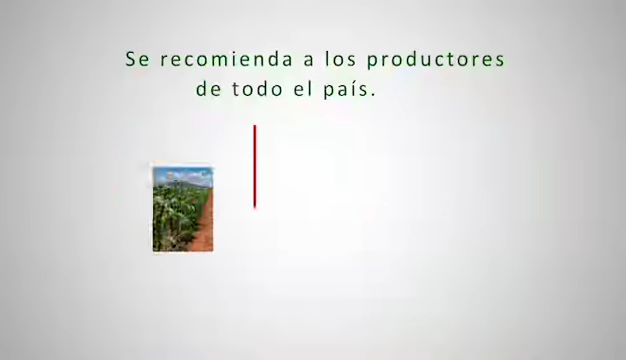 Se recomienda a los productores
de todo el país.